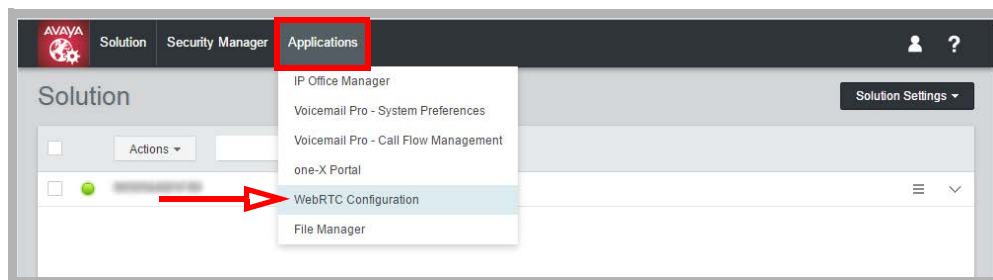 AVAYA
Solution Security Manager Applications ?
Solution
Solution Settings
Actions
IP Office Manager
Voicemail Pro - System Preferences
Voicemail Pro - Call Flow Management
one-X Portal
WebRTC Configuration
File Manager